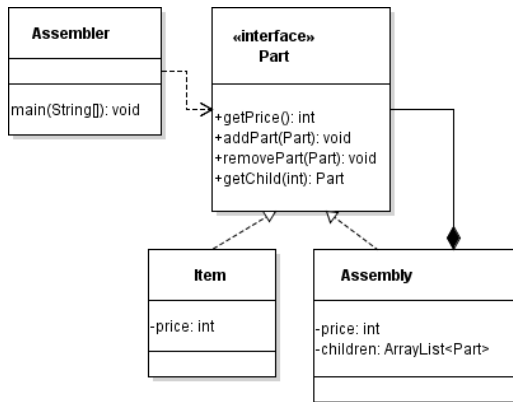 Assembler
main(String[]): void
«interface»
Part
+getPrice(): int
+addPart(Part): void
+removePart(Part): void
+getChild(int): Part
Item
-price: int
Assembly
-price: int
-children: ArrayList<Part>